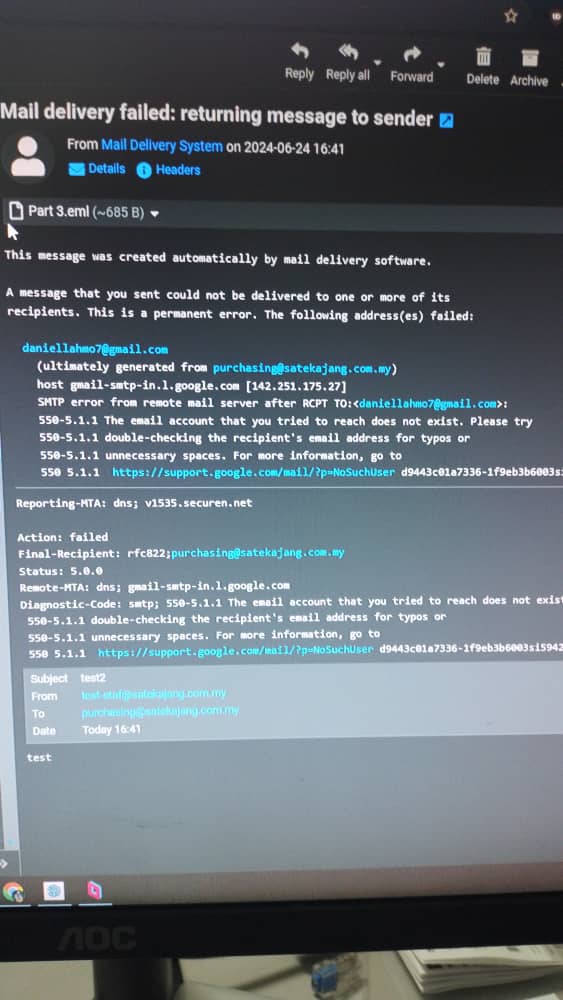 Reply Reply all Forward Delete Archive
Mail delivery failed: returning message to sender
From Mail Delivery System on 2024-06-24 16:41
Details Headers
Part 3.eml (~685 B)
This message was created automatically by mail delivery software.
A message that you sent could not be delivered to one or more of its
recipients. This is a permanent error. The following address(es) failed:
daniellahmo7@gmail.com
(ultimately generated from purchasing@satekajang.com.my)
host gmail-smtp-in.l.google.com [142.251.175.27]
SMTP error from remote mail server after RCPT TO:<daniellahmo7@gmail.com>:
550-5.1.1 The email account that you tried to reach does not exist. Please try
550-5.1.1 double-checking the recipient's email address for typos or
550-5.1.1 unnecessary spaces. For more information, go to
550 5.1.1 https://support.google.com/mail/?p=NoSuchUser d9443c01a7336-1f9eb3b6003si
Reporting-MTA: dns; v1535.securen.net
Action: failed
Final-Recipient: rfc822;purchasing@satekajang.com.my
Status: 5.0.0
Remote-MTA: dns; gmail-smtp-in.l.google.com
Diagnostic-Code: smtp; 550-5.1.1 The email account that you tried to reach does not exist
550-5.1.1 double-checking the recipient's email address for typos or
550-5.1.1 unnecessary spaces. For more information, go to
550 5.1.1 https://support.google.com/mail/?p=NoSuchUser d9443c01a7336-1f9eb3b6003si5942
Subject test2
From test-staf@satekajang.com.my
To purchasing@satekajang.com.my
Date Today 16:41
test
AOC